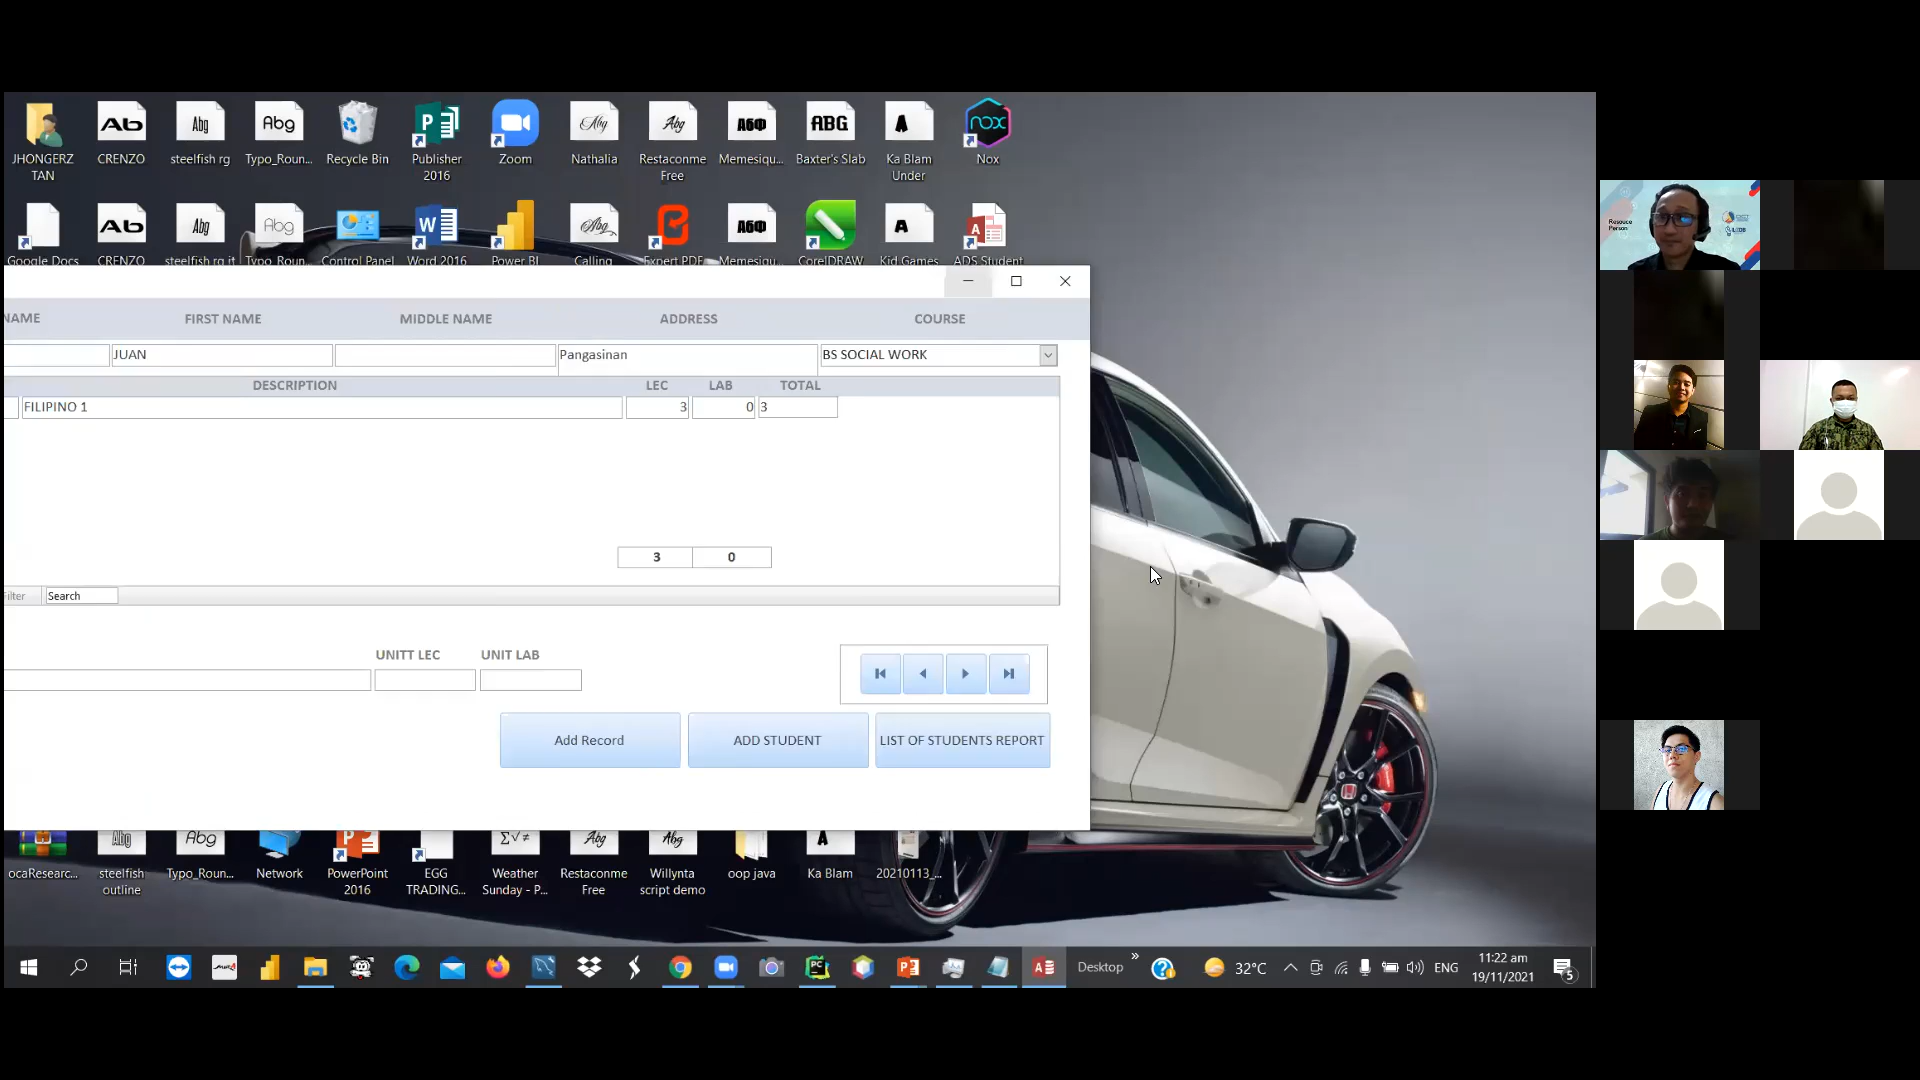 JHONGERZ TAN
CRENZO
steelfish rg
Typo_Roun...
Recycle Bin
Publisher 2016
Zoom
Nathalia
Restaconme Free
Memesiqu...
Baxter's Slab
Ka Blam Under
Nox
Google Docs
CRENZO
steelfish rg it
Typo_Roun...
Control Panel
Word 2016
Power BI
Calling
Expert PDF
Memesiqu...
CorelDRAW
Kid Games
ADS Student
NAME
FIRST NAME
MIDDLE NAME
ADDRESS
COURSE
JUAN
Pangasinan
BS SOCIAL WORK
DESCRIPTION
LEC
LAB
TOTAL
FILIPINO 1
3
0
3
3
0
Filter
Search
UNITT LEC
UNIT LAB
Add Record
ADD STUDENT
LIST OF STUDENTS REPORT
ocaResearc...
steelfish outline
Typo_Roun...
Network
PowerPoint 2016
EGG TRADING...
Weather Sunday - P...
Restaconme Free
Willynta script demo
oop java
Ka Blam
20210113_...
Desktop
32°C
ENG
11:22 am
19/11/2021
5
Resouce Person